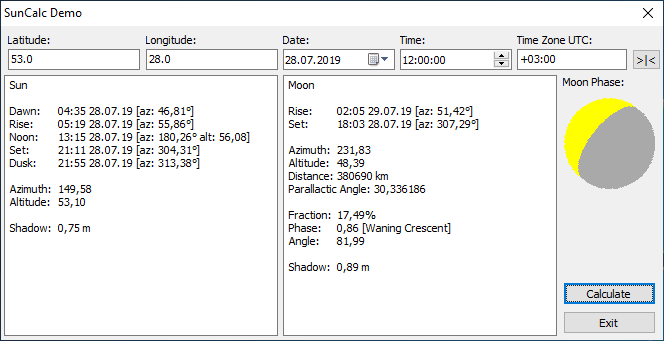 SunCalc Demo
Latitude: Longitude: Date: Time: Time Zone UTC:
53.0 28.0 28.07.2019 12:00:00 +03:00 >|<
Sun
Dawn: 04:35 28.07.19 [az: 46,81°]
Rise: 05:19 28.07.19 [az: 55,86°]
Noon: 13:15 28.07.19 [az: 180,26° alt: 56,08]
Set: 21:11 28.07.19 [az: 304,31°]
Dusk: 21:55 28.07.19 [az: 313,38°]
Azimuth: 149,58
Altitude: 53,10
Shadow: 0,75 m
Moon
Rise: 02:05 29.07.19 [az: 51,42°]
Set: 18:03 28.07.19 [az: 307,29°]
Azimuth: 231,83
Altitude: 48,39
Distance: 380690 km
Parallactic Angle: 30,336186
Fraction: 17,49%
Phase: 0,86 [Waning Crescent]
Angle: 81,99
Shadow: 0,89 m
Moon Phase:
Calculate
Exit